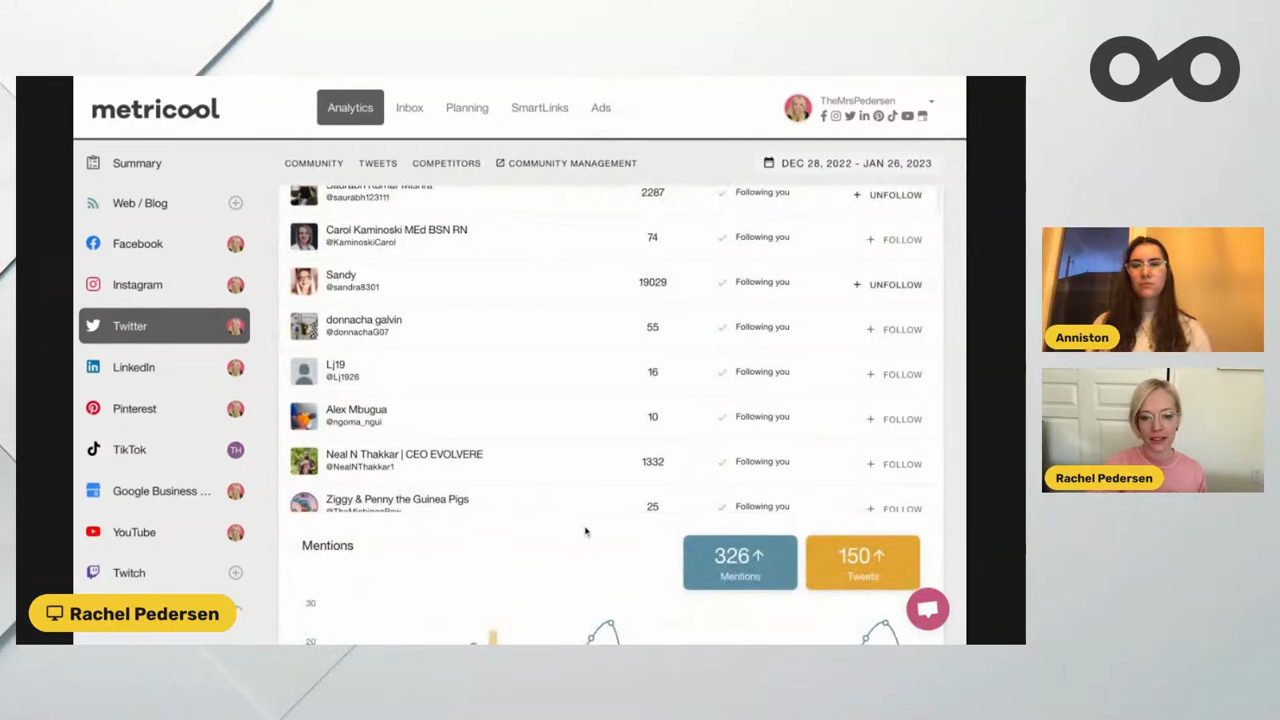 metricool
Analytics
Inbox
Planning
SmartLinks
Ads
TheMrsPedersen
Summary
COMMUNITY
TWEETS
COMPETITORS
COMMUNITY MANAGEMENT
DEC 28, 2022 - JAN 26, 2023
Web / Blog
Facebook
Instagram
Twitter
LinkedIn
Pinterest
TikTok
TH
Google Business ...
YouTube
Twitch
@saurabh123111
2287
Following you
+ UNFOLLOW
Carol Kaminoski MEd BSN RN
@KaminoskiCarol
74
Following you
+ FOLLOW
Sandy
@sandra8301
19029
Following you
+ UNFOLLOW
donnacha galvin
@donnachaG07
55
Following you
+ FOLLOW
Lj19
@Lj1926
16
Following you
+ FOLLOW
Alex Mbugua
@ngoma_ngui
10
Following you
+ FOLLOW
Neal N Thakkar | CEO EVOLVERE
@NealNThakkar1
1332
Following you
+ FOLLOW
Ziggy & Penny the Guinea Pigs
25
Following you
+ FOLLOW
Mentions
326
Mentions
150
Tweets
30
20
Rachel Pedersen
Anniston
Rachel Pedersen